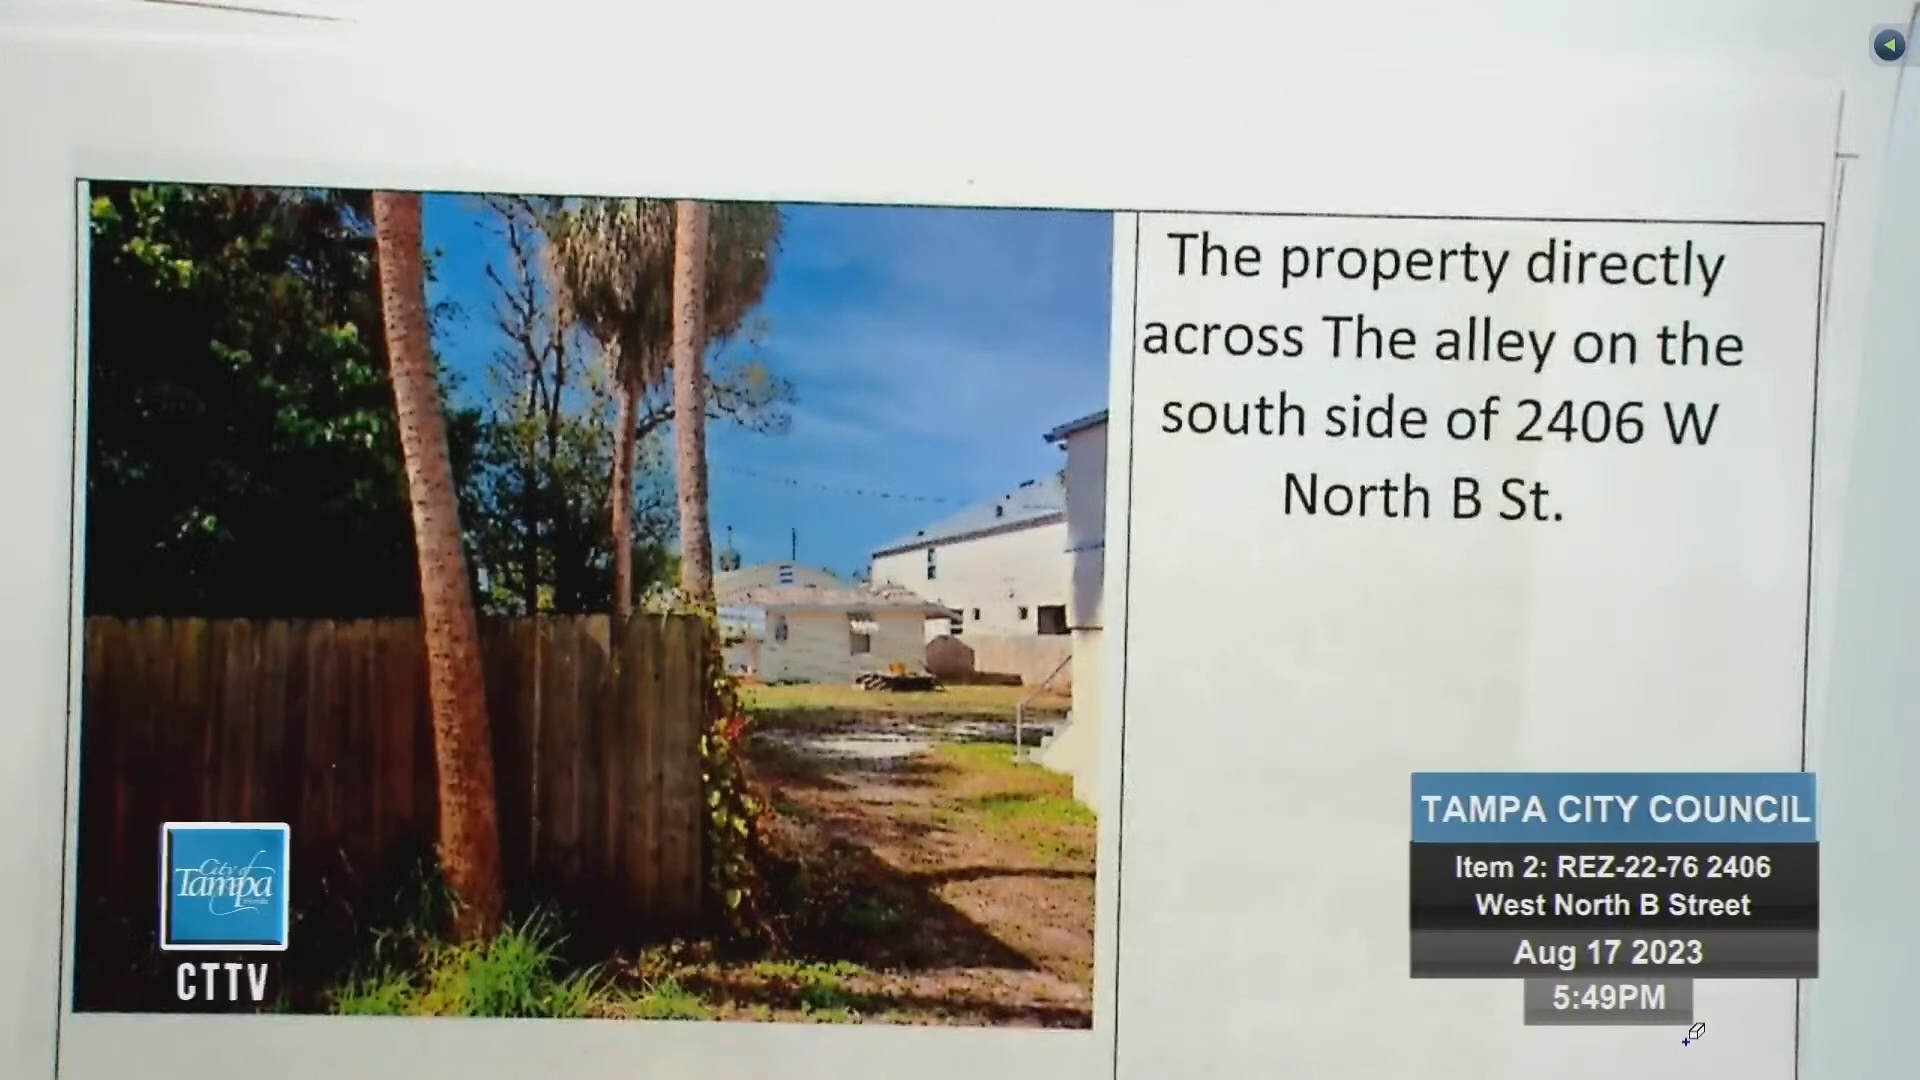 The property directly
across The alley on the
south side of 2406 W
North B St.
TAMPA CITY COUNCIL
Item 2: REZ-22-76 2406
West North B Street
Aug 17 2023
5:49PM
City of
Tampa
CTTV